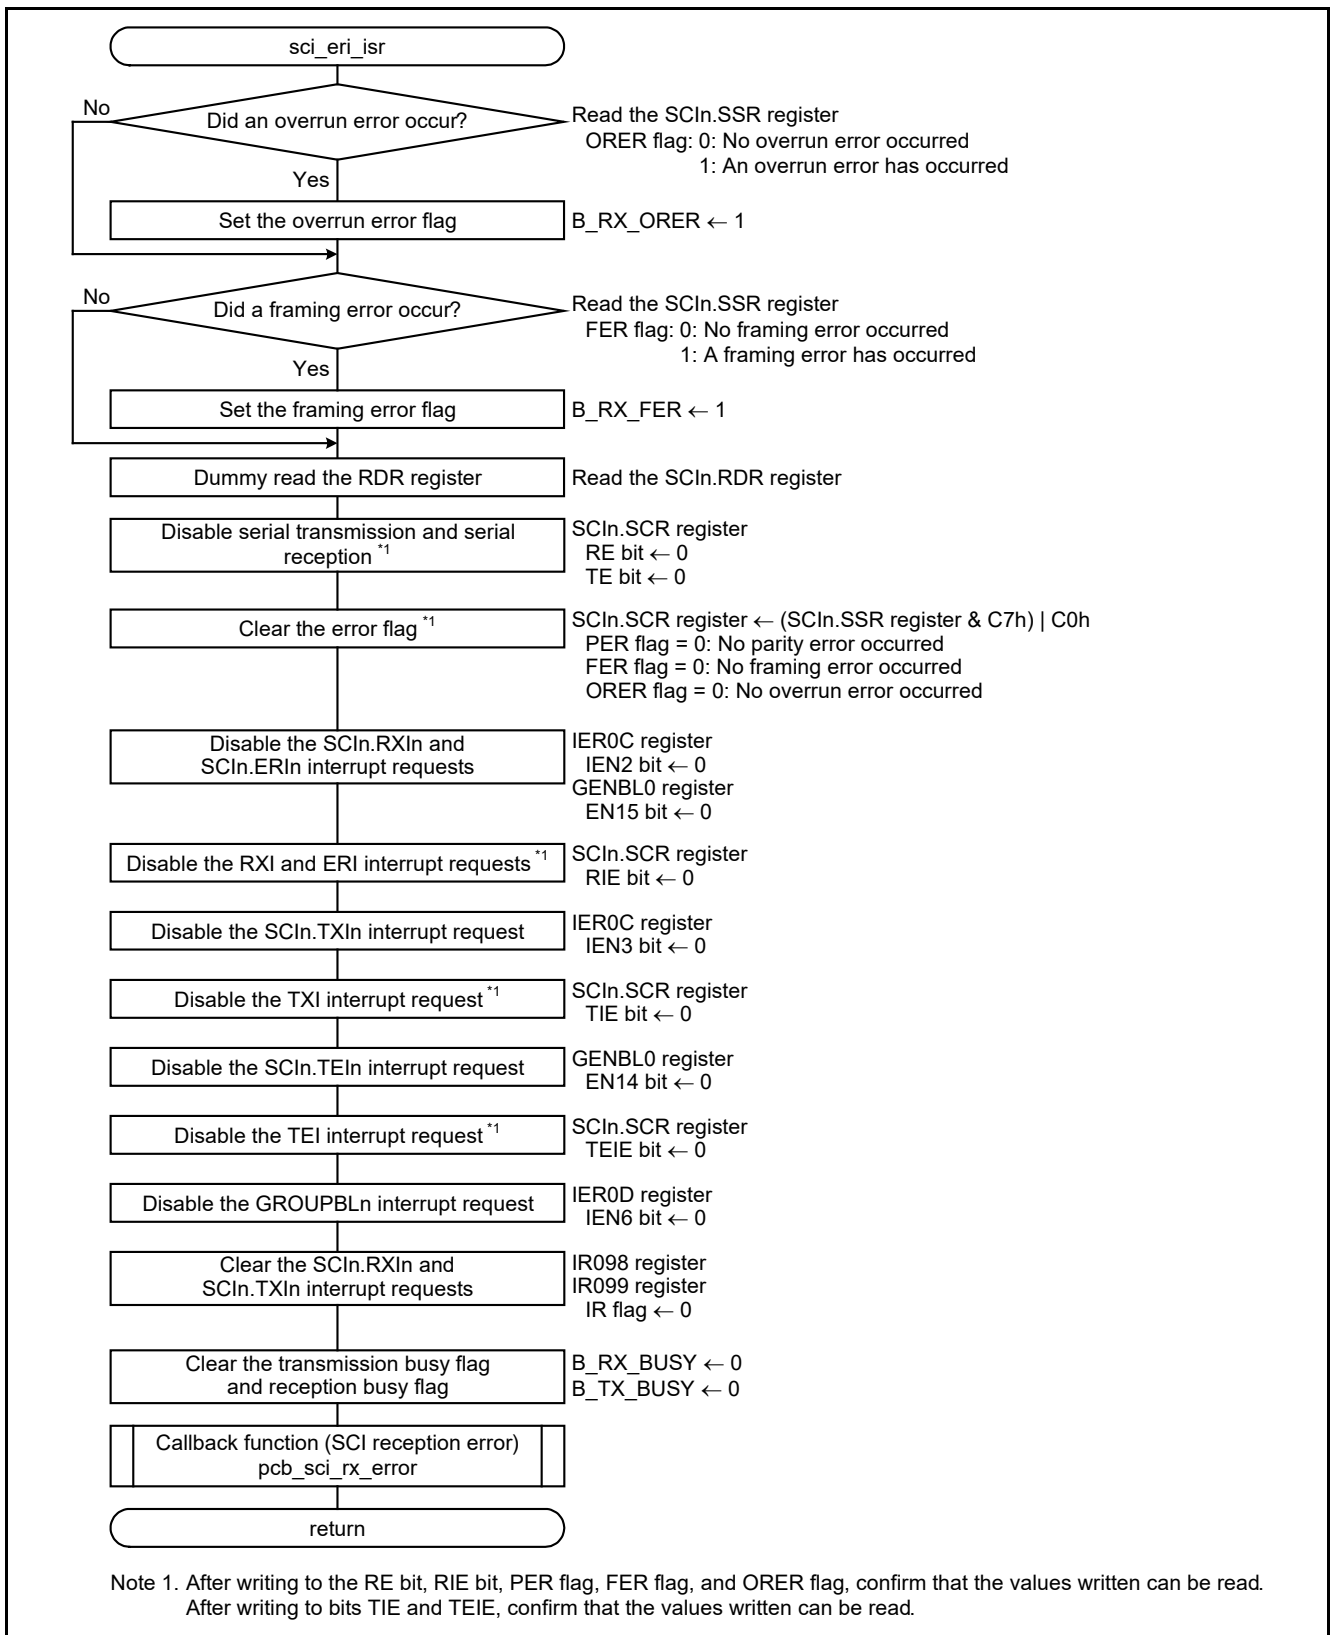 sci_eri_isr
No
Did an overrun error occur?
Read the SCIn.SSR register
ORER flag: 0: No overrun error occurred
1: An overrun error has occurred
Yes
Set the overrun error flag
B_RX_ORER ← 1
No
Did a framing error occur?
Read the SCIn.SSR register
FER flag: 0: No framing error occurred
1: A framing error has occurred
Yes
Set the framing error flag
B_RX_FER ← 1
Dummy read the RDR register
Read the SCIn.RDR register
Disable serial transmission and serial
reception *1
SCIn.SCR register
RE bit ← 0
TE bit ← 0
Clear the error flag *1
SCIn.SCR register ← (SCIn.SSR register & C7h) | C0h
PER flag = 0: No parity error occurred
FER flag = 0: No framing error occurred
ORER flag = 0: No overrun error occurred
Disable the SCIn.RXIn and
SCIn.ERIn interrupt requests
IER0C register
IEN2 bit ← 0
GENBL0 register
EN15 bit ← 0
Disable the RXI and ERI interrupt requests *1
SCIn.SCR register
RIE bit ← 0
Disable the SCIn.TXIn interrupt request
IER0C register
IEN3 bit ← 0
Disable the TXI interrupt request *1
SCIn.SCR register
TIE bit ← 0
Disable the SCIn.TEIn interrupt request
GENBL0 register
EN14 bit ← 0
Disable the TEI interrupt request *1
SCIn.SCR register
TEIE bit ← 0
Disable the GROUPBLn interrupt request
IER0D register
IEN6 bit ← 0
Clear the SCIn.RXIn and
SCIn.TXIn interrupt requests
IR098 register
IR099 register
IR flag ← 0
Clear the transmission busy flag
and reception busy flag
B_RX_BUSY ← 0
B_TX_BUSY ← 0
Callback function (SCI reception error)
pcb_sci_rx_error
return
Note 1. After writing to the RE bit, RIE bit, PER flag, FER flag, and ORER flag, confirm that the values written can be read.
After writing to bits TIE and TEIE, confirm that the values written can be read.